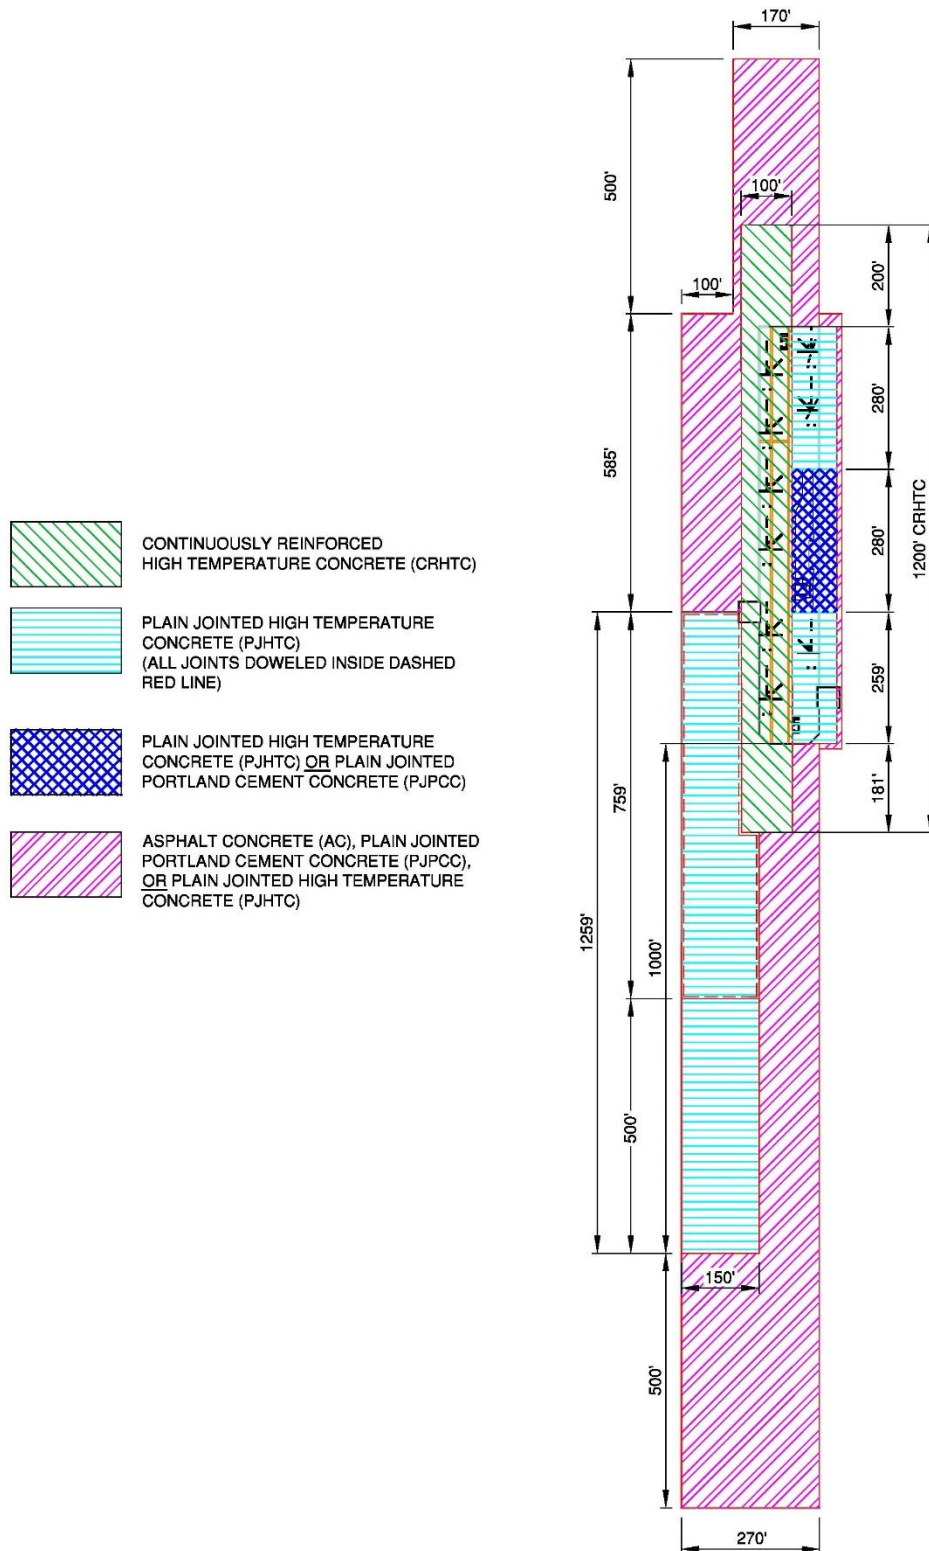 170'
500'
100'
200'
100'
280'
585'
280'
1200' CRHTC
CONTINUOUSLY REINFORCED
HIGH TEMPERATURE CONCRETE (CRHTC)
PLAIN JOINTED HIGH TEMPERATURE
CONCRETE (PJHTC)
(ALL JOINTS DOWELED INSIDE DASHED
RED LINE)
259'
PLAIN JOINTED HIGH TEMPERATURE
CONCRETE (PJHTC) OR PLAIN JOINTED
PORTLAND CEMENT CONCRETE (PJPCC)
181'
759'
ASPHALT CONCRETE (AC), PLAIN JOINTED
PORTLAND CEMENT CONCRETE (PJPCC),
OR PLAIN JOINTED HIGH TEMPERATURE
CONCRETE (PJHTC)
1259'
1000'
500'
150'
500'
270'